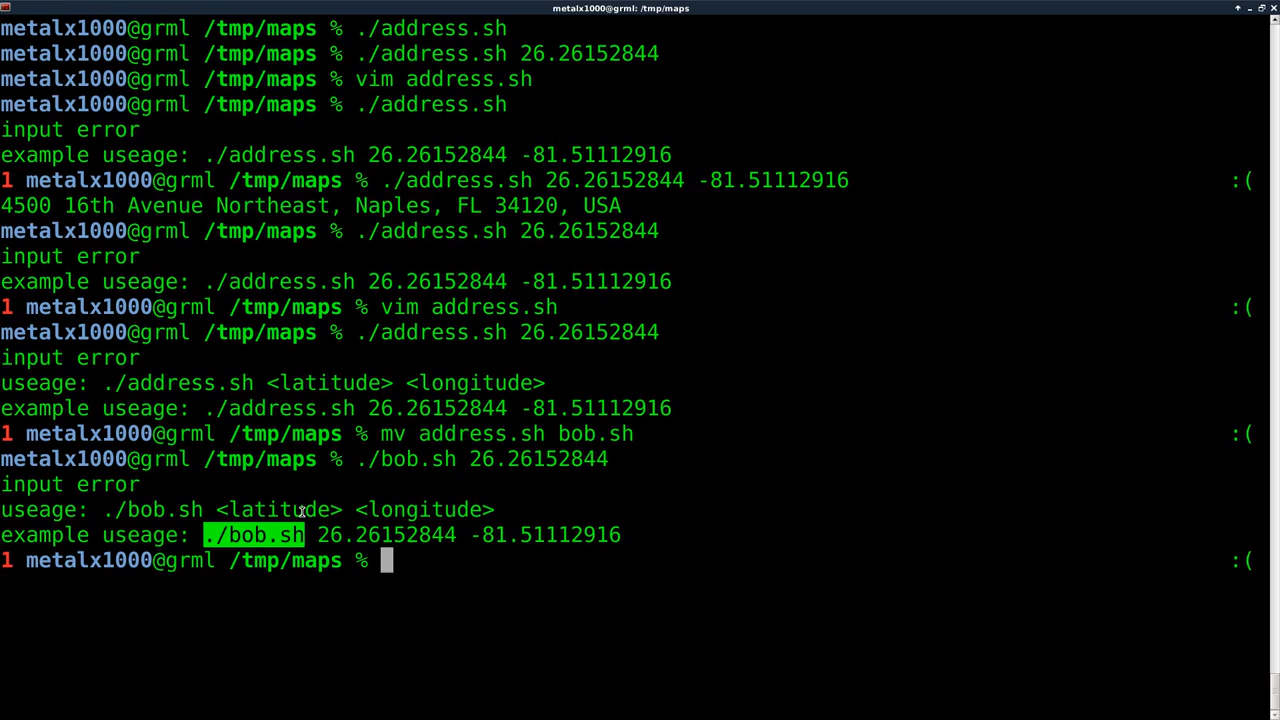 metalx1000@grml: /tmp/maps
metalx1000@grml /tmp/maps % ./address.sh
metalx1000@grml /tmp/maps % ./address.sh 26.26152844
metalx1000@grml /tmp/maps % vim address.sh
metalx1000@grml /tmp/maps % ./address.sh
input error
example useage: ./address.sh 26.26152844 -81.51112916
1 metalx1000@grml /tmp/maps % ./address.sh 26.26152844 -81.51112916 :(
4500 16th Avenue Northeast, Naples, FL 34120, USA
metalx1000@grml /tmp/maps % ./address.sh 26.26152844
input error
example useage: ./address.sh 26.26152844 -81.51112916
1 metalx1000@grml /tmp/maps % vim address.sh :(
metalx1000@grml /tmp/maps % ./address.sh 26.26152844
input error
useage: ./address.sh <latitude> <longitude>
example useage: ./address.sh 26.26152844 -81.51112916
1 metalx1000@grml /tmp/maps % mv address.sh bob.sh :(
metalx1000@grml /tmp/maps % ./bob.sh 26.26152844
input error
useage: ./bob.sh <latitude> <longitude>
example useage: ./bob.sh 26.26152844 -81.51112916
1 metalx1000@grml /tmp/maps % :(